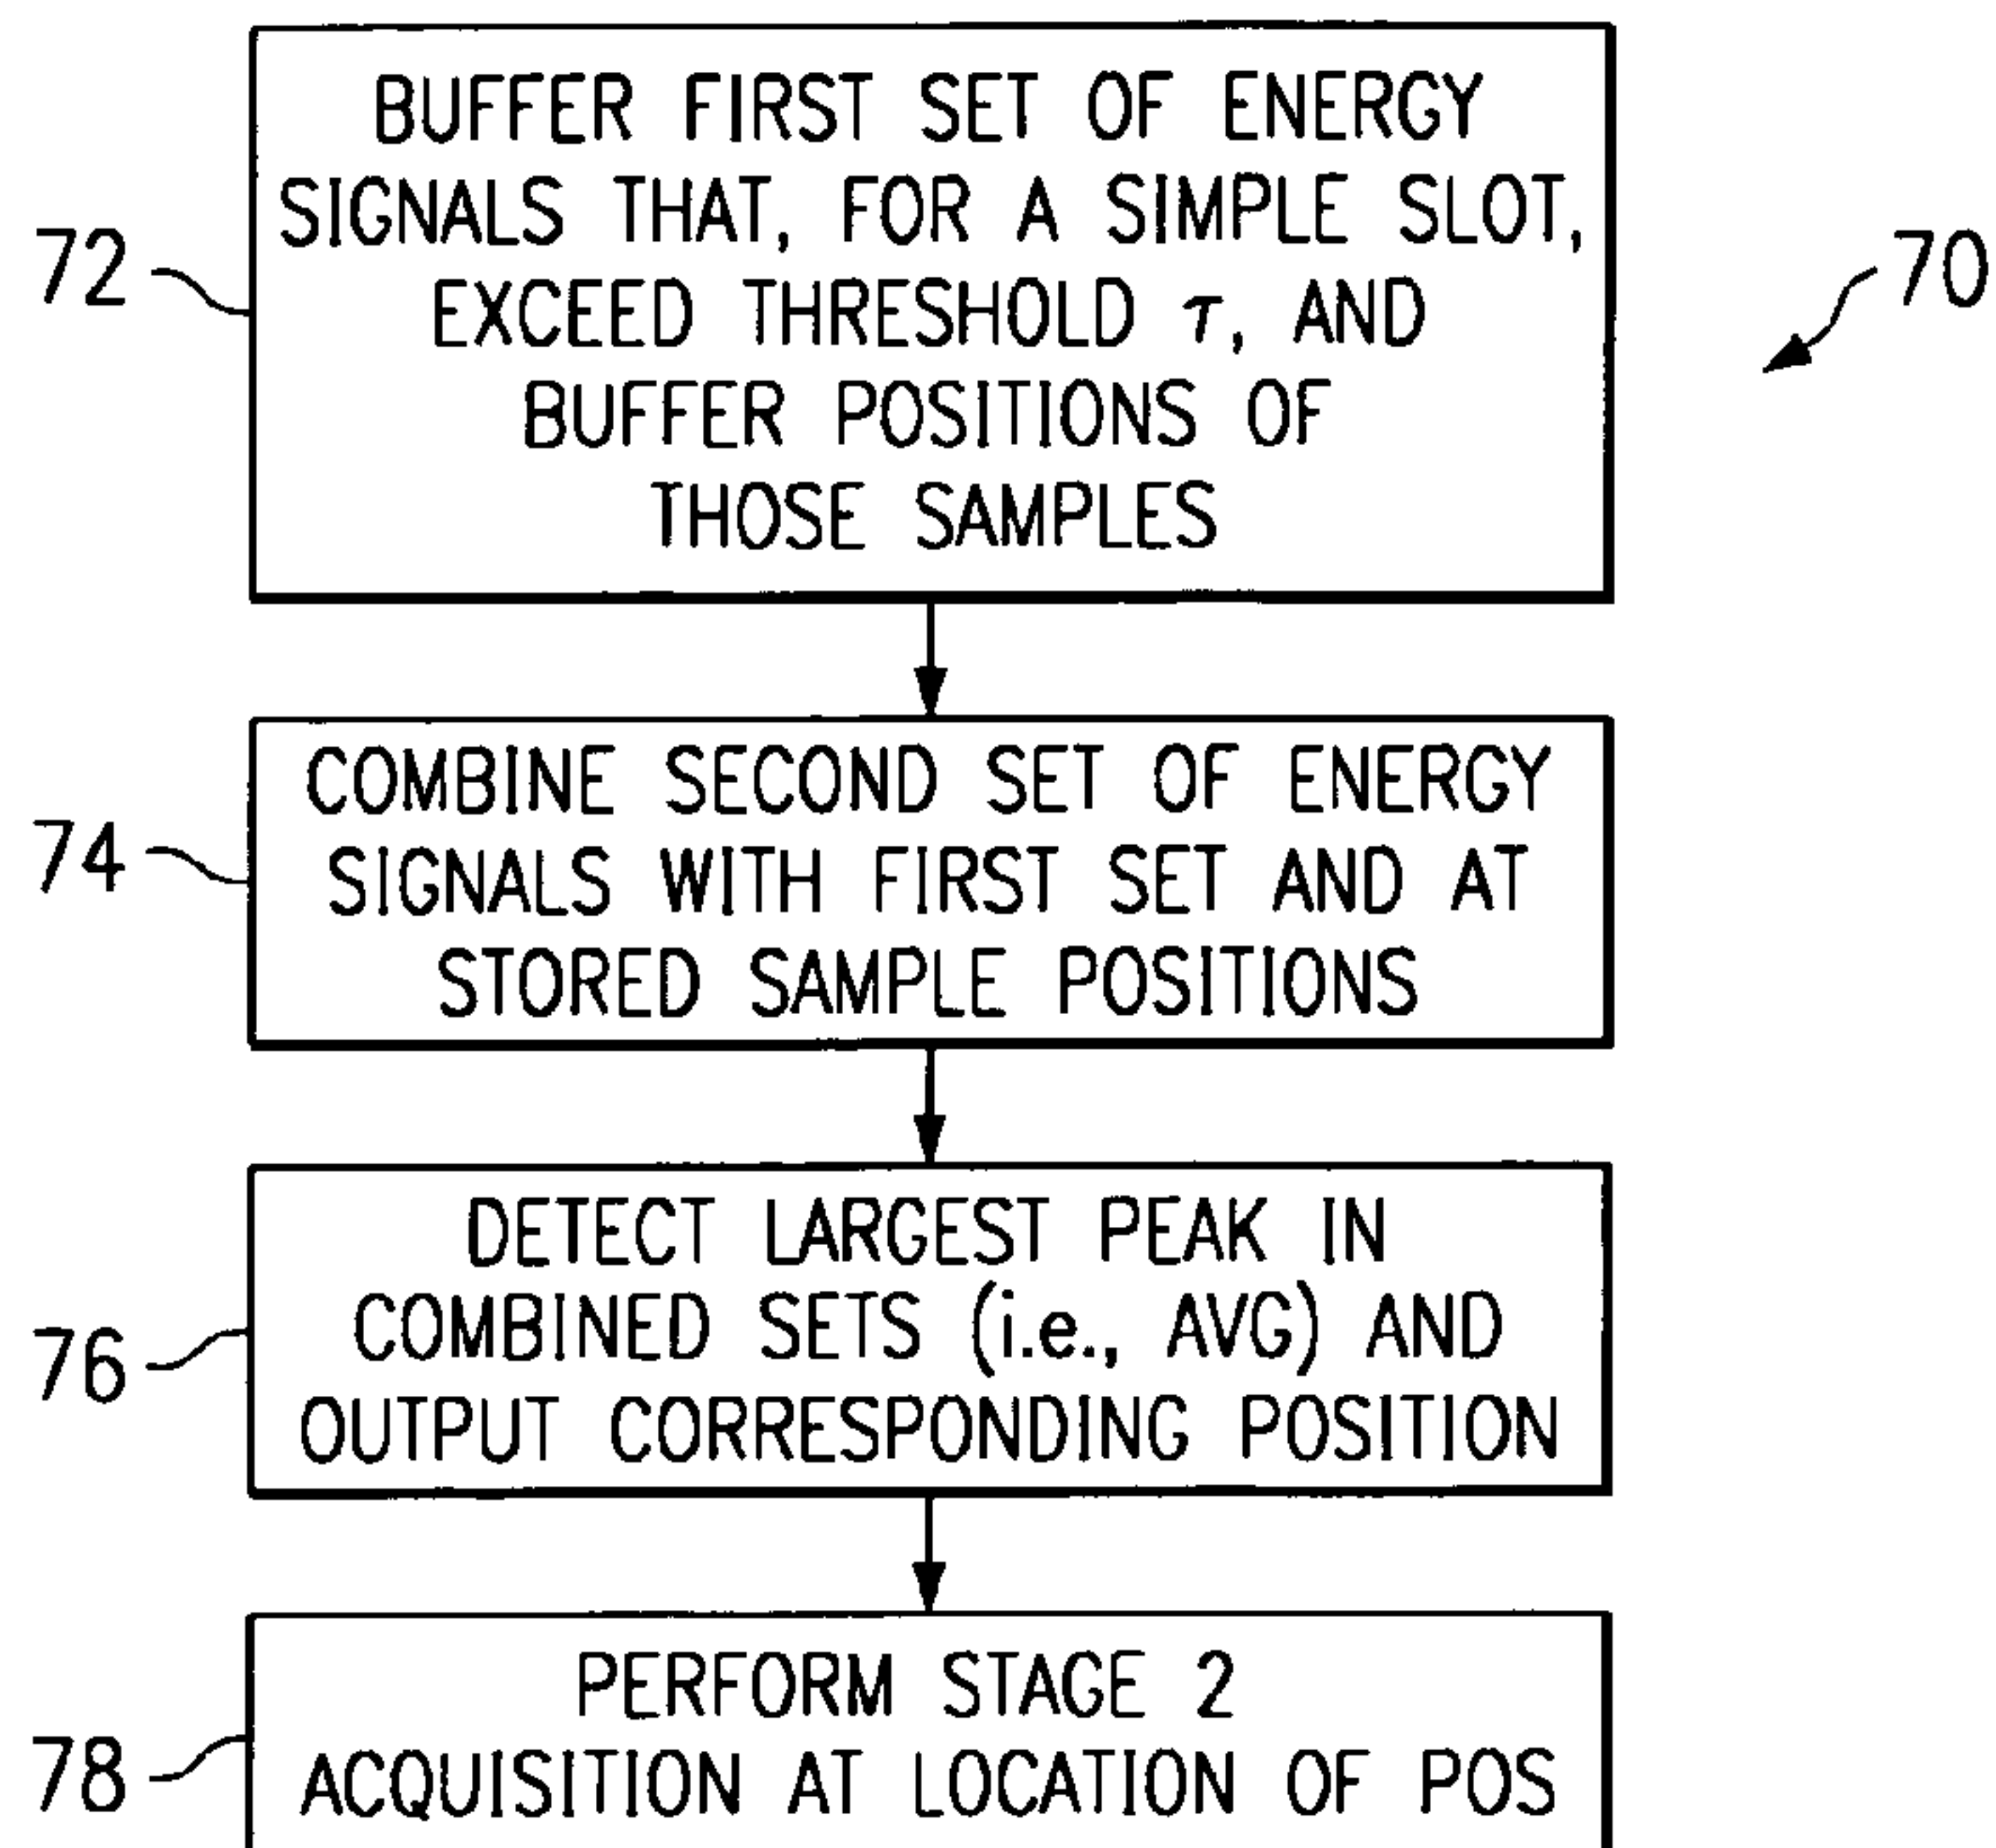 BUFFER FIRST SET OF ENERGY
SIGNALS THAT, FOR A SIMPLE SLOT,
EXCEED THRESHOLD τ, AND
BUFFER POSITIONS OF
THOSE SAMPLES
72
70
COMBINE SECOND SET OF ENERGY
SIGNALS WITH FIRST SET AND AT
STORED SAMPLE POSITIONS
74
DETECT LARGEST PEAK IN
COMBINED SETS (i.e., AVG) AND
OUTPUT CORRESPONDING POSITION
76
PERFORM STAGE 2
ACQUISITION AT LOCATION OF POS
78